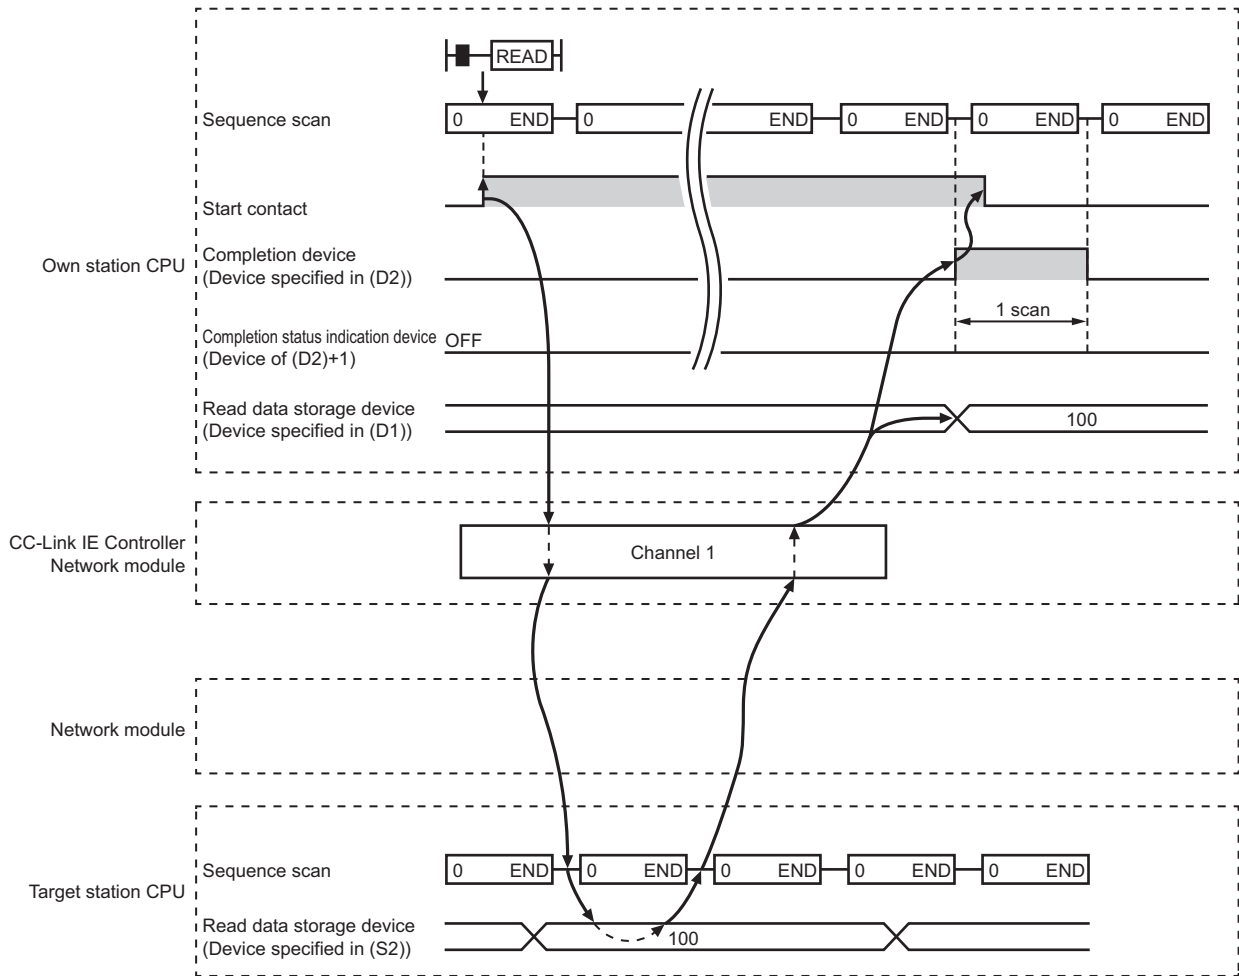 READ
Sequence scan
0 END 0 END 0 END 0 END 0 END
Start contact
Own station CPU
Completion device
(Device specified in (D2))
1 scan
Completion status indication device
OFF
(Device of (D2)+1)
Read data storage device
(Device specified in (D1))
100
CC-Link IE Controller
Network module
Channel 1
Network module
Sequence scan
0 END 0 END 0 END 0 END 0 END
Target station CPU
Read data storage device
(Device specified in (S2))
100